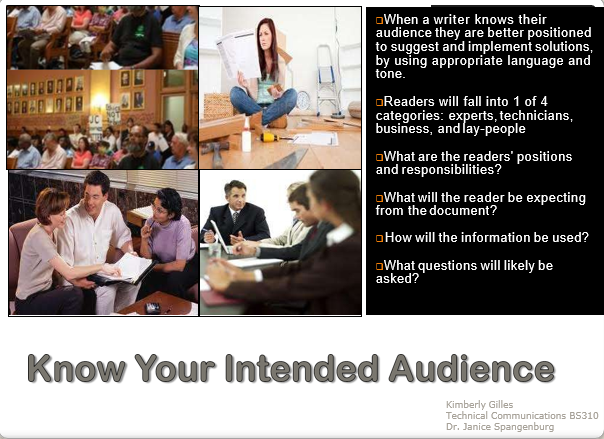 When a writer knows their
audience they are better positioned
to suggest and implement solutions,
by using appropriate language and
tone.
Readers will fall into 1 of 4
categories: experts, technicians,
business, and lay-people
What are the readers' positions
and responsibilities?
What will the reader be expecting
from the document?
How will the information be used?
What questions will likely be
asked?
Know Your Intended Audience
Kimberly Gilles
Technical Communications BS310
Dr. Janice Spangenburg